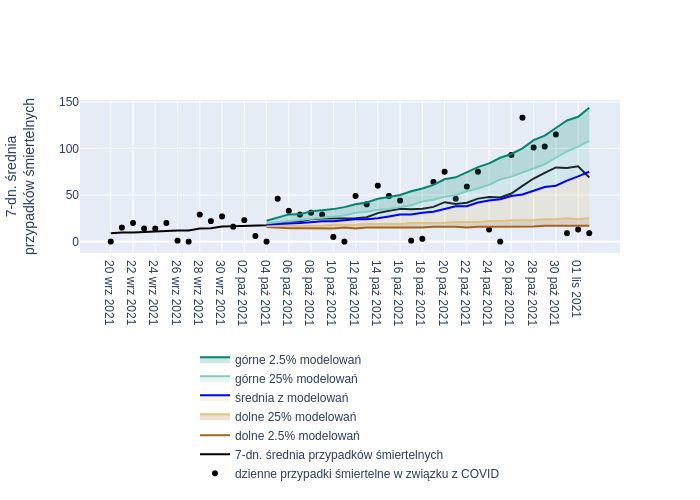 7-dn. średnia
przypadków śmiertelnych
150
100
50
0
20 wrz 2021
22 wrz 2021
24 wrz 2021
26 wrz 2021
28 wrz 2021
30 wrz 2021
02 paź 2021
04 paź 2021
06 paź 2021
08 paź 2021
10 paź 2021
12 paź 2021
14 paź 2021
16 paź 2021
18 paź 2021
20 paź 2021
22 paź 2021
24 paź 2021
26 paź 2021
28 paź 2021
30 paź 2021
01 lis 2021
górne 2.5% modelowań
górne 25% modelowań
średnia z modelowań
dolne 25% modelowań
dolne 2.5% modelowań
7-dn. średnia przypadków śmiertelnych
dzienne przypadki śmiertelne w związku z COVID